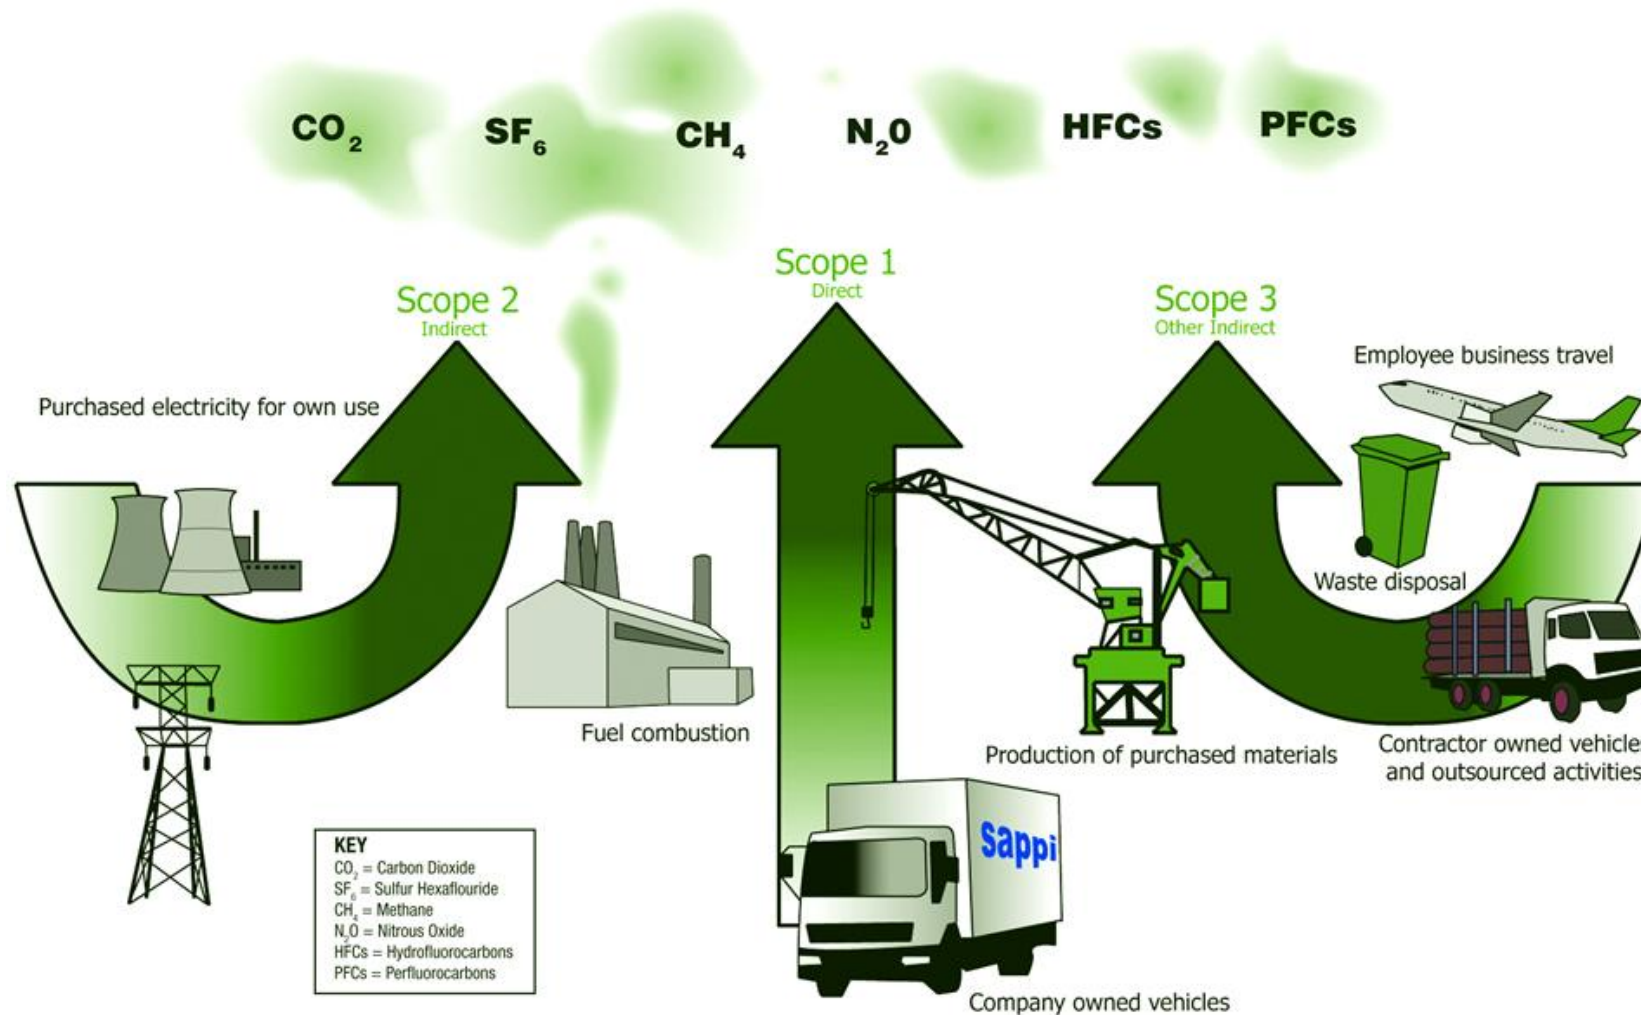 CO₂ SF₆ CH₄ N₂0 HFCs PFCs
Scope 1
Direct
Scope 2
Indirect
Scope 3
Other Indirect
Employee business travel
Purchased electricity for own use
Waste disposal
Fuel combustion
Production of purchased materials
Contractor owned vehicles
and outsourced activities
sappi
KEY
CO₂ = Carbon Dioxide
SF₆ = Sulfur Hexaflouride
CH₄ = Methane
N₂O = Nitrous Oxide
HFCs = Hydrofluorocarbons
PFCs = Perfluorocarbons
Company owned vehicles